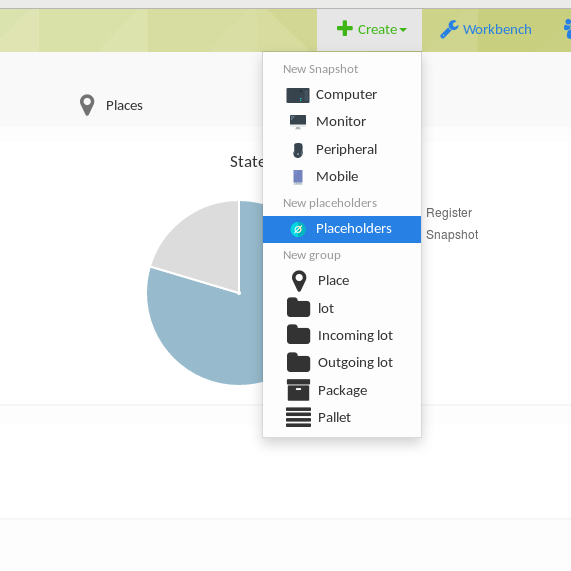 Create
Workbench
New Snapshot
Computer
Places
Monitor
Peripheral
State
Mobile
New placeholders
Register
Placeholders
Snapshot
New group
Place
lot
Incoming lot
Outgoing lot
Package
Pallet